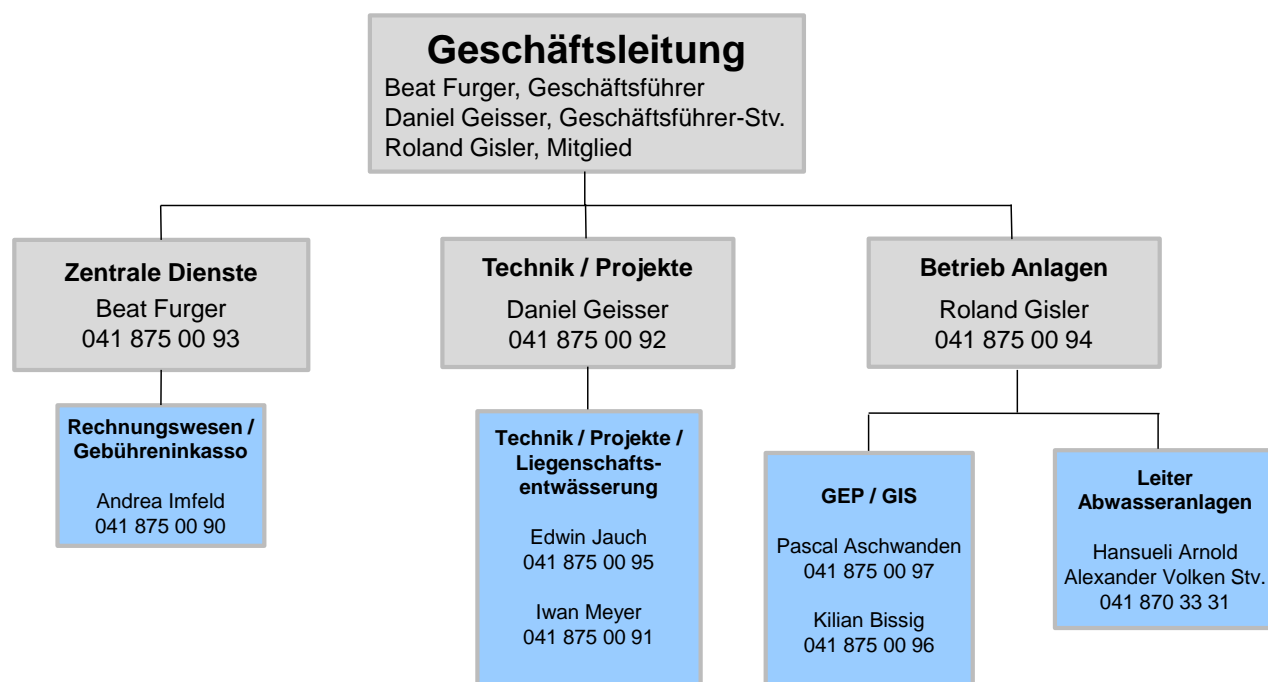 Geschäftsleitung
Beat Furger, Geschäftsführer
Daniel Geisser, Geschäftsführer-Stv.
Roland Gisler, Mitglied
Zentrale Dienste
Beat Furger
041 875 00 93
Technik / Projekte
Daniel Geisser
041 875 00 92
Betrieb Anlagen
Roland Gisler
041 875 00 94
Rechnungswesen /
Gebühreninkasso
Andrea Imfeld
041 875 00 90
Technik / Projekte /
Liegenschafts-
entwässerung
Edwin Jauch
041 875 00 95
Iwan Meyer
041 875 00 91
GEP / GIS
Pascal Aschwanden
041 875 00 97
Kilian Bissig
041 875 00 96
Leiter
Abwasseranlagen
Hansueli Arnold
Alexander Volken Stv.
041 870 33 31